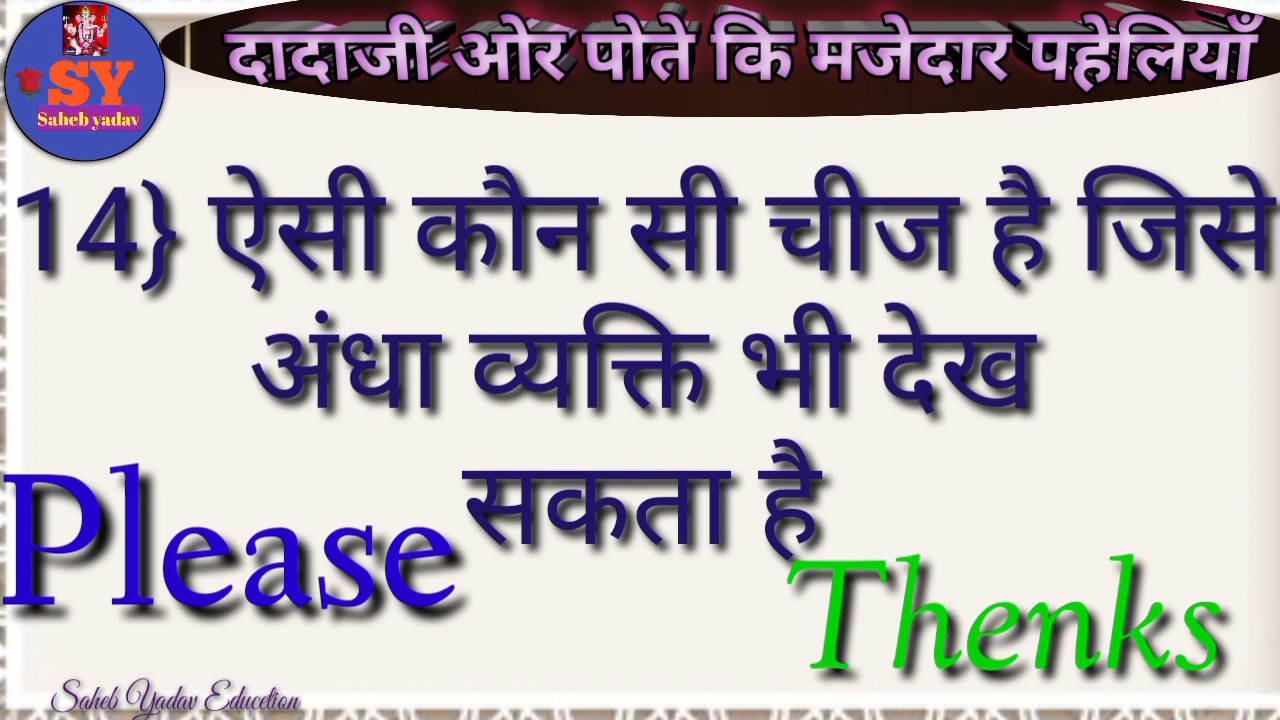 SY
Saheb yadav
दादाजी ओर पोते कि मजेदार पहेलियाँ
14} ऐसी कौन सी चीज है जिसे
अंधा व्यक्ति भी देख
सकता है
Please
Thenks
Saheb Yadav Educetion